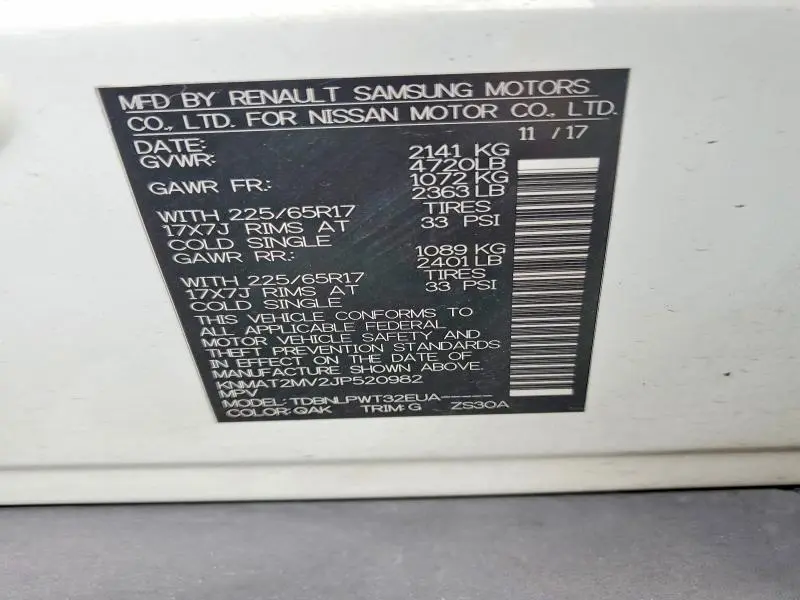 MFD BY RENAULT SAMSUNG MOTORS
CO., LTD. FOR NISSAN MOTOR CO., LTD.
DATE: 11 / 17
GVWR: 2141 KG
4720LB
GAWR FR.: 1072 KG
2363 LB
WITH 225/65R17 TIRES
17X7J RIMS AT 33 PSI
COLD SINGLE
GAWR RR.: 1089 KG
2401 LB
WITH 225/65R17 TIRES
17X7J RIMS AT 33 PSI
COLD SINGLE
THIS VEHICLE CONFORMS TO
ALL APPLICABLE FEDERAL
MOTOR VEHICLE SAFETY AND
THEFT PREVENTION STANDARDS
IN EFFECT ON THE DATE OF
MANUFACTURE SHOWN ABOVE.
KNMAT2MV2JP520982
MPV
MODEL: TDBNLPWT32EUA-----
COLOR:QAK TRIM:G ZS30A